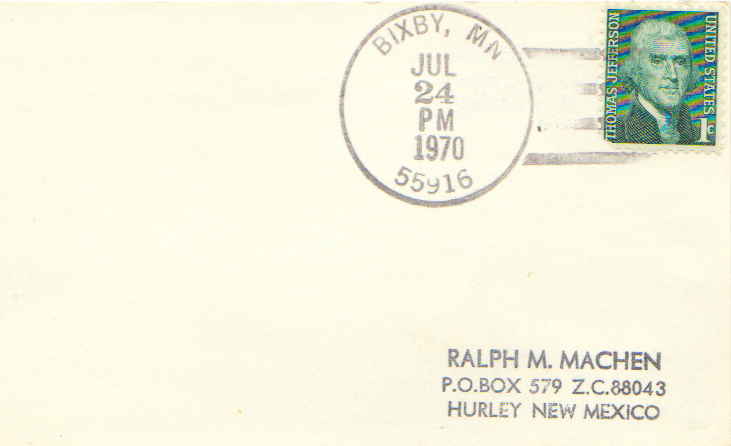 BIXBY, MN
JUL
24
PM
1970
55916
THOMAS JEFFERSON
UNITED STATES
1c
RALPH M. MACHEN
P.O.BOX 579 Z.C.88043
HURLEY NEW MEXICO